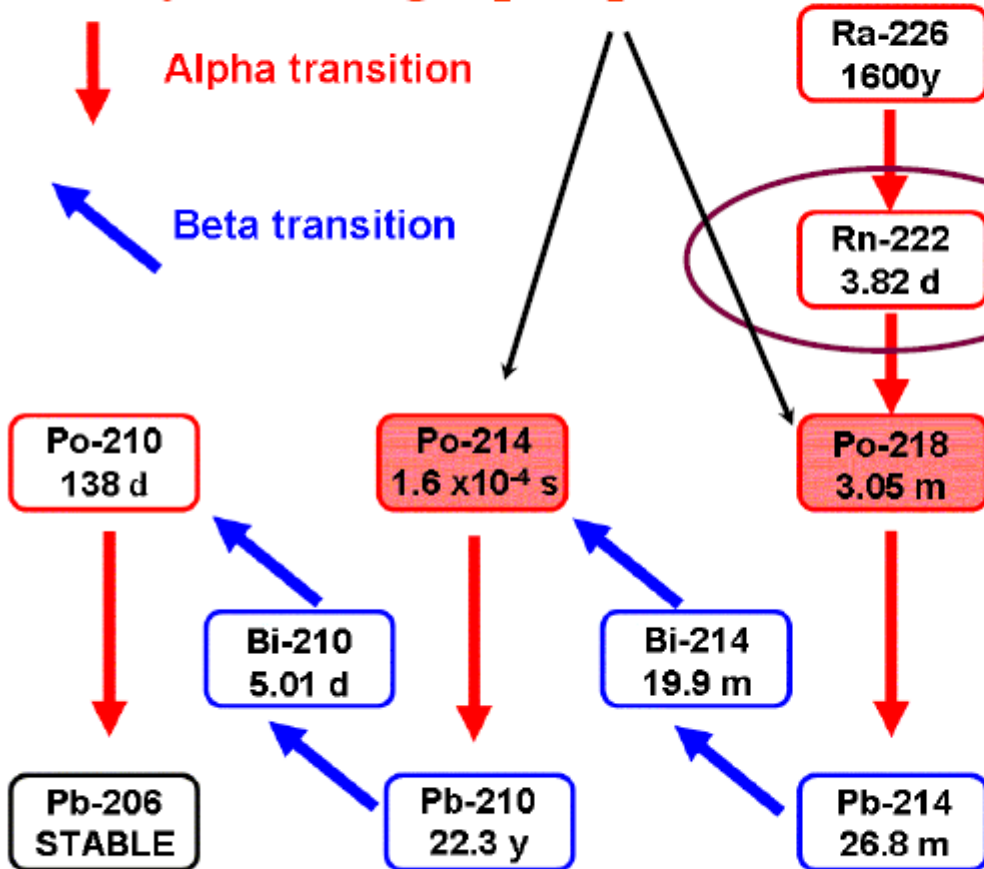 Alpha transition
Beta transition
Ra-226
1600y
Rn-222
3.82 d
Po-210
138 d
Po-214
1.6 x10⁻⁴ s
Po-218
3.05 m
Bi-210
5.01 d
Bi-214
19.9 m
Pb-206
STABLE
Pb-210
22.3 y
Pb-214
26.8 m